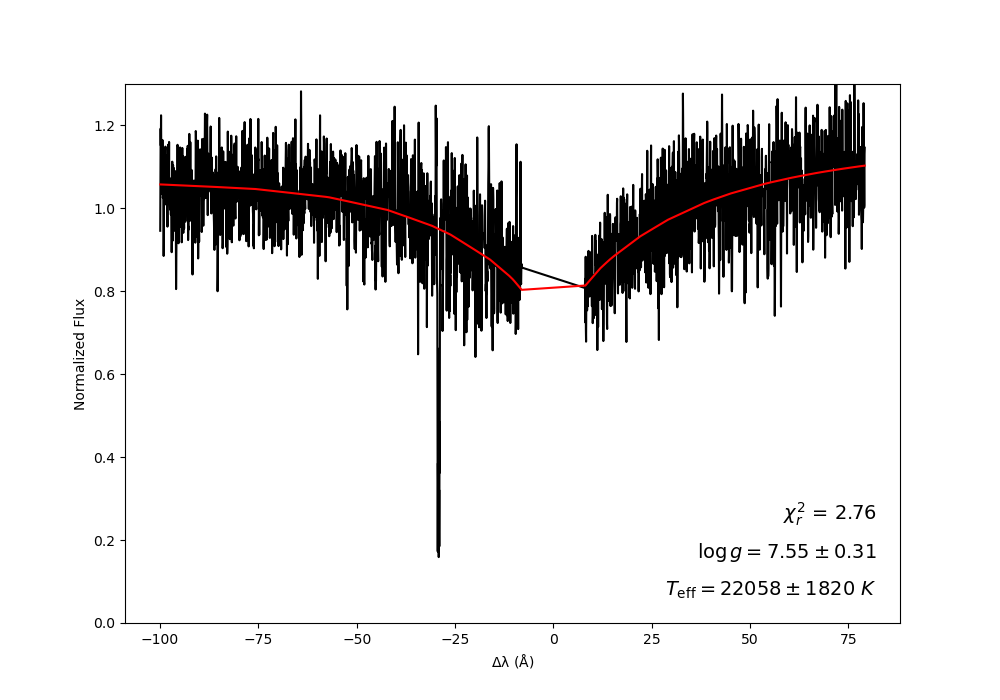 1.2
1.0
0.8
0.6
0.4
0.2
0.0
Normalized Flux
χ²ᵣ = 2.76
log g = 7.55 ± 0.31
T_eff = 22058 ± 1820 K
−100 −75 −50 −25 0 25 50 75
Δλ (Å)